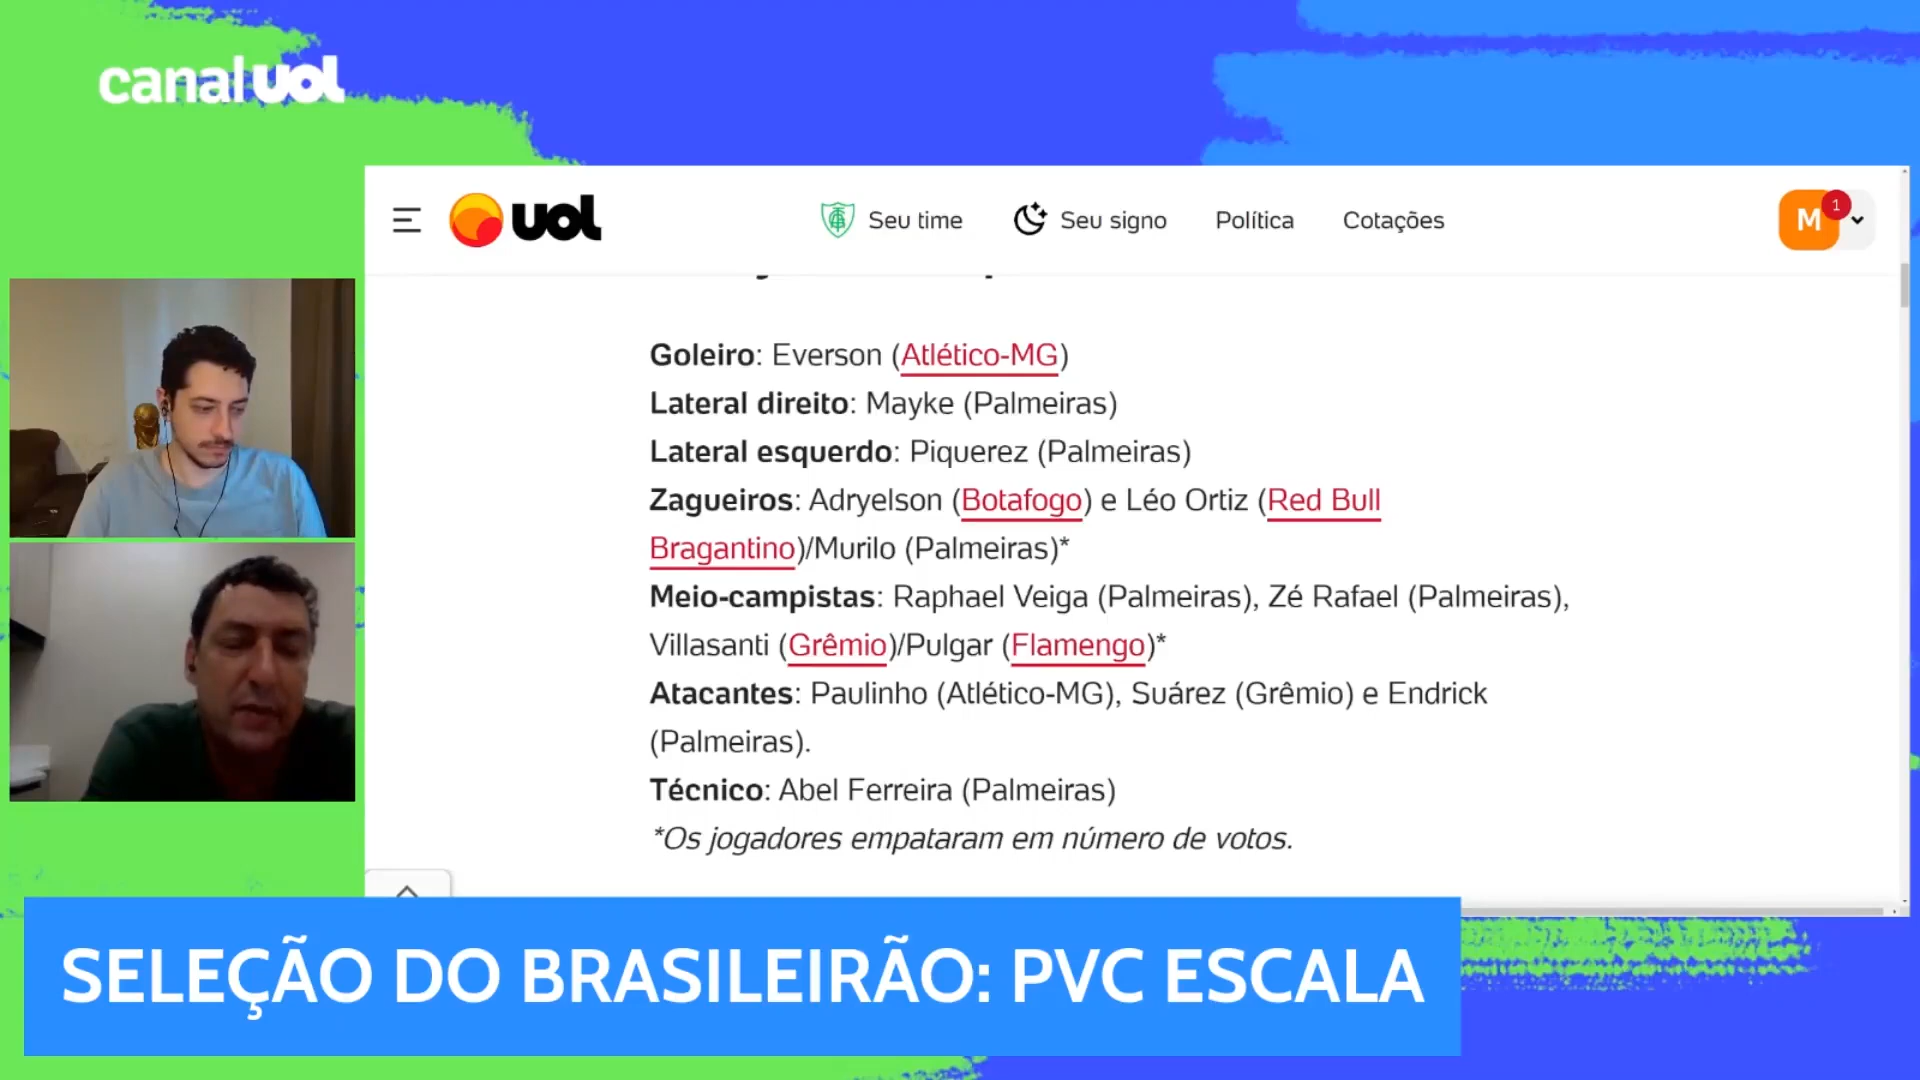 canal uol
uol
Seu time
Seu signo
Política
Cotações
M
1
Goleiro: Everson (Atlético-MG)
Lateral direito: Mayke (Palmeiras)
Lateral esquerdo: Piquerez (Palmeiras)
Zagueiros: Adryelson (Botafogo) e Léo Ortiz (Red Bull
Bragantino)/Murilo (Palmeiras)*
Meio-campistas: Raphael Veiga (Palmeiras), Zé Rafael (Palmeiras),
Villasanti (Grêmio)/Pulgar (Flamengo)*
Atacantes: Paulinho (Atlético-MG), Suárez (Grêmio) e Endrick
(Palmeiras).
Técnico: Abel Ferreira (Palmeiras)
*Os jogadores empataram em número de votos.
SELEÇÃO DO BRASILEIRÃO: PVC ESCALA